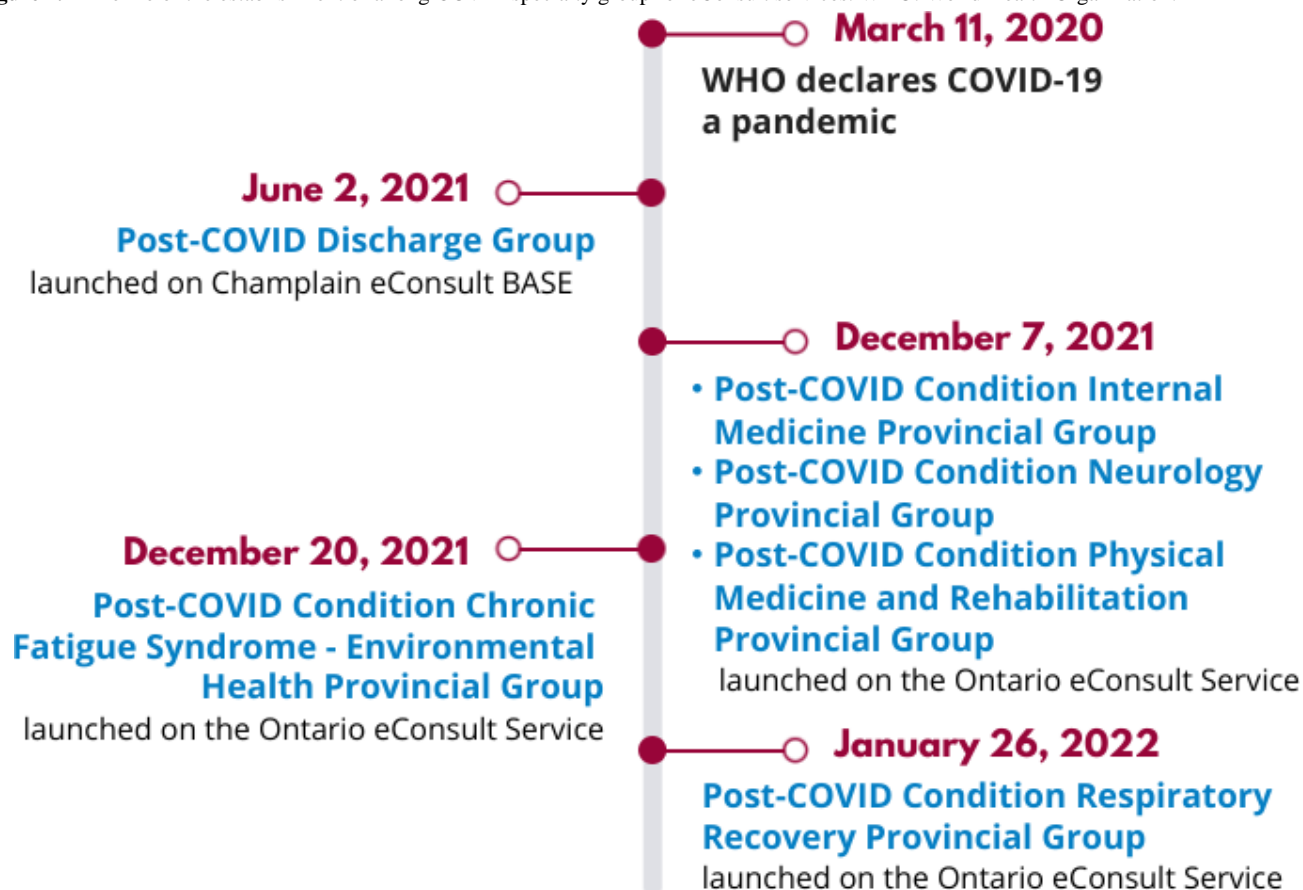 March 11, 2020
WHO declares COVID-19
a pandemic
June 2, 2021
Post-COVID Discharge Group
launched on Champlain eConsult BASE
December 7, 2021
• Post-COVID Condition Internal
Medicine Provincial Group
• Post-COVID Condition Neurology
Provincial Group
• Post-COVID Condition Physical
Medicine and Rehabilitation
Provincial Group
launched on the Ontario eConsult Service
December 20, 2021
Post-COVID Condition Chronic
Fatigue Syndrome - Environmental
Health Provincial Group
launched on the Ontario eConsult Service
January 26, 2022
Post-COVID Condition Respiratory
Recovery Provincial Group
launched on the Ontario eConsult Service